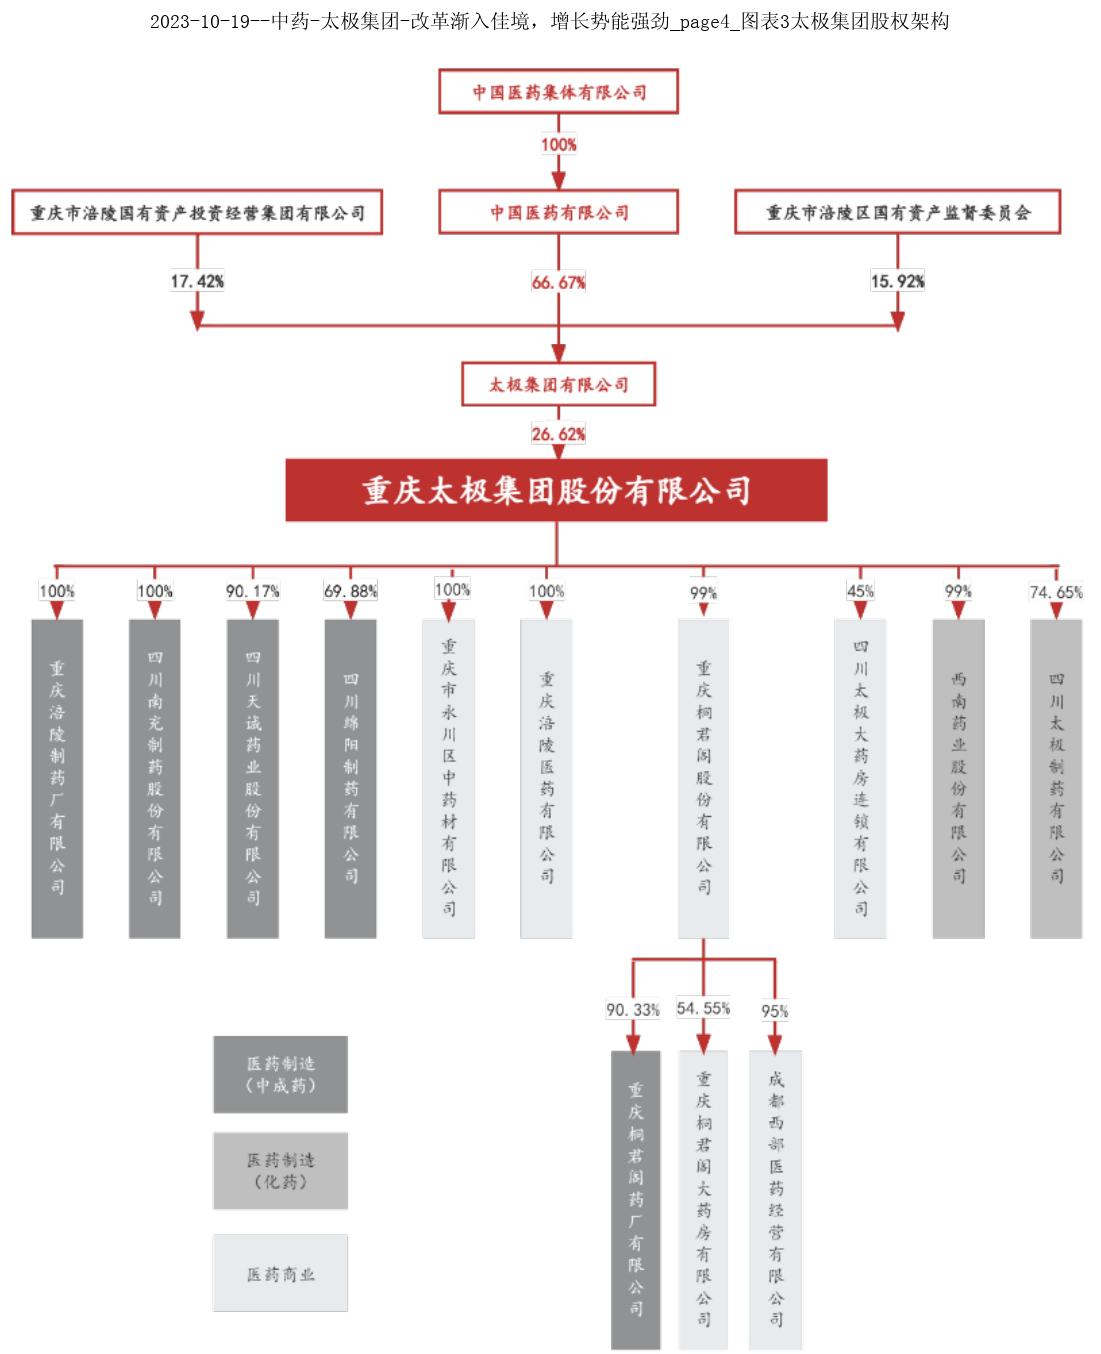 2023-10-19--中药-太极集团-改革渐入佳境，增长势能强劲_page4_图表3太极集团股权架构
中国医药集体有限公司
100%
重庆市涪陵国有资产投资经营集团有限公司
中国医药有限公司
重庆市涪陵区国有资产监督委员会
17.42%
66.67%
15.92%
太极集团有限公司
26.62%
重庆太极集团股份有限公司
100%
100%
90.17%
69.88%
100%
100%
99%
45%
99%
74.65%
重庆涪陵制药厂有限公司
四川南充制药股份有限公司
四川天诚药业股份有限公司
四川绵阳制药有限公司
重庆市永川区中药材有限公司
重庆涪陵医药有限公司
重庆桐君阁股份有限公司
四川太极大药房连锁有限公司
西南药业股份有限公司
四川太极制药有限公司
90.33%
54.55%
95%
重庆桐君阁药厂有限公司
重庆桐君阁大药房有限公司
成都西部医药经营有限公司
医药制造
（中成药）
医药制造
（化药）
医药商业